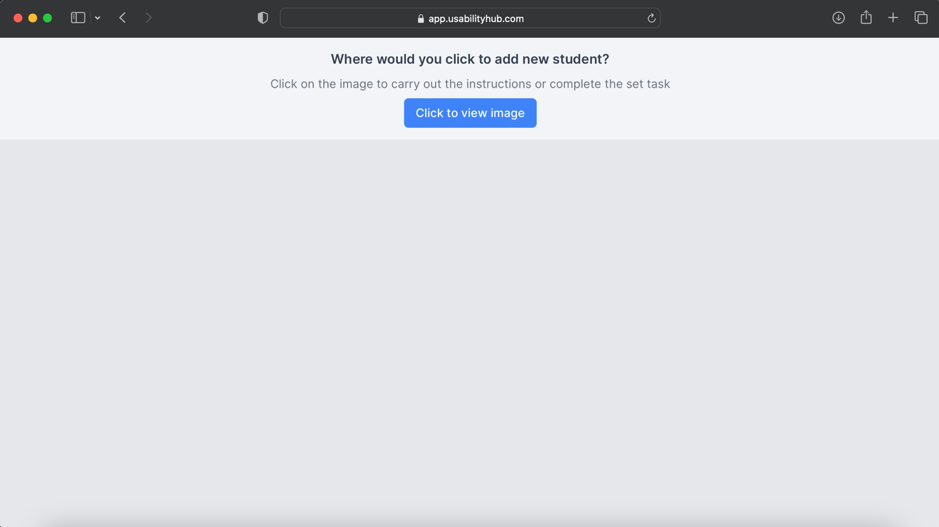 app.usabilityhub.com
Where would you click to add new student?
Click on the image to carry out the instructions or complete the set task
Click to view image